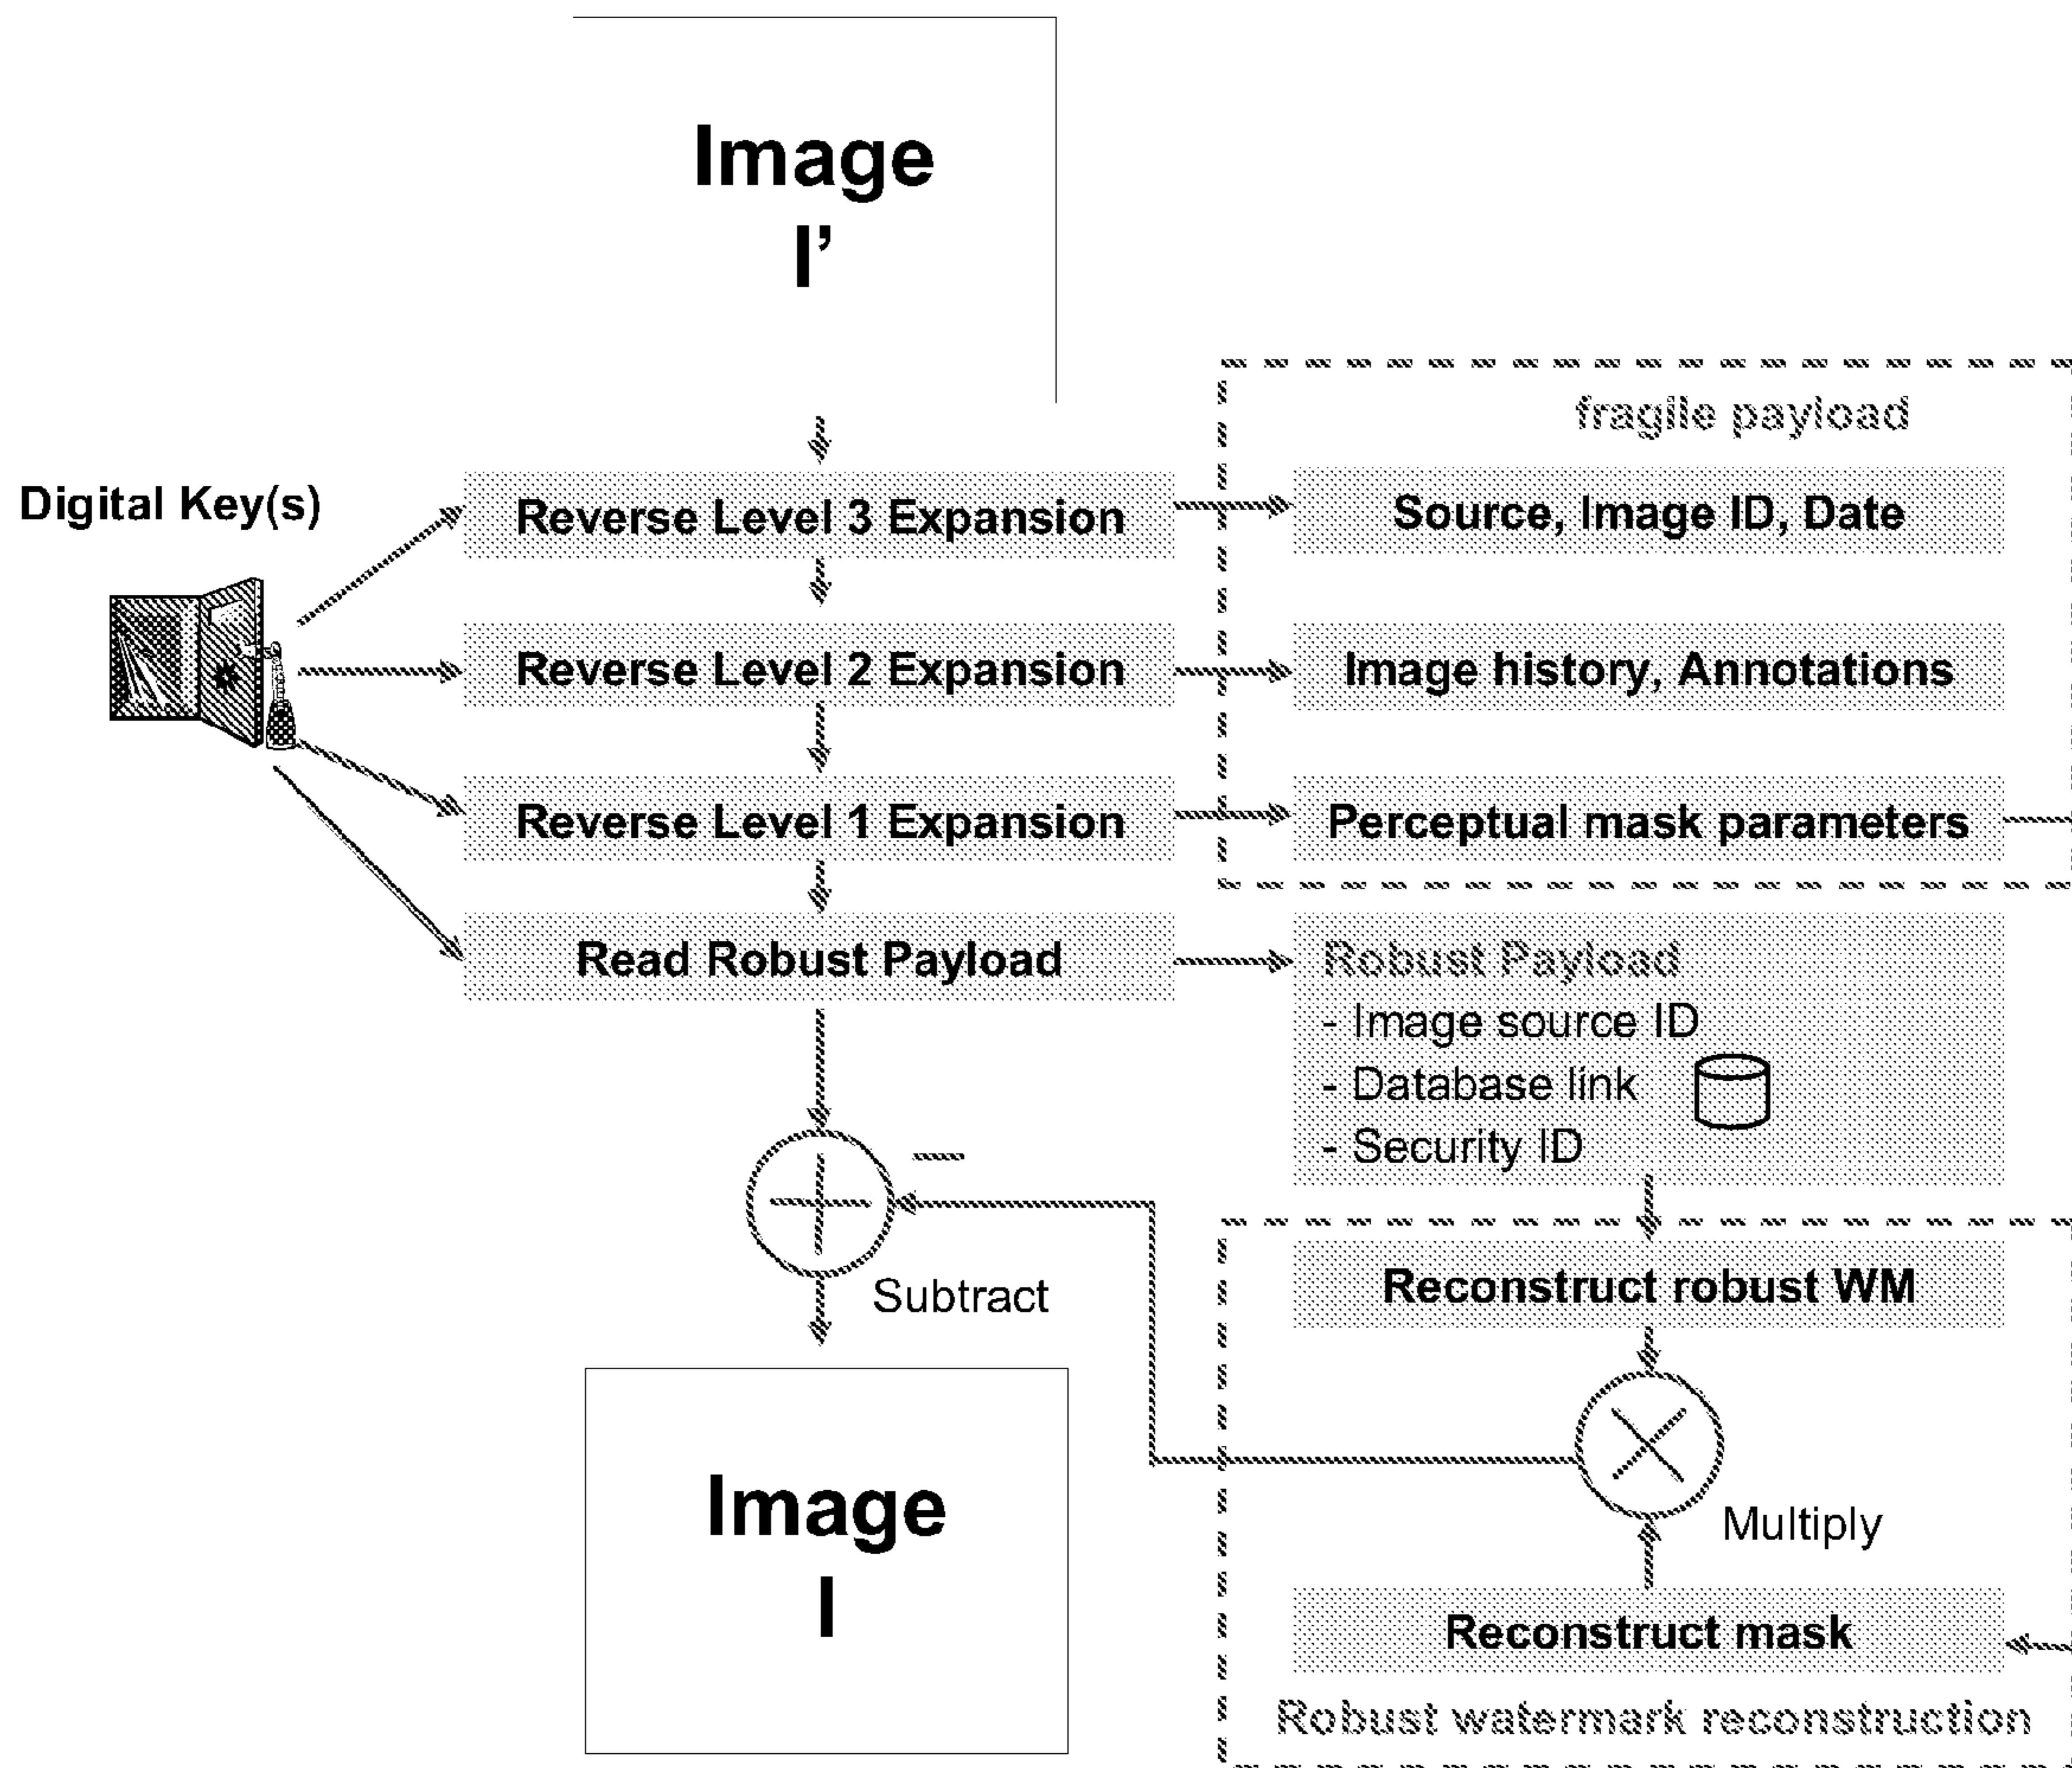 Image
I’
fragile payload
Digital Key(s)
Reverse Level 3 Expansion
Source, Image ID, Date
Reverse Level 2 Expansion
Image history, Annotations
Reverse Level 1 Expansion
Perceptual mask parameters
Read Robust Payload
Robust Payload
- Image source ID
- Database link
- Security ID
Reconstruct robust WM
Subtract
Image
I
Multiply
Reconstruct mask
Robust watermark reconstruction